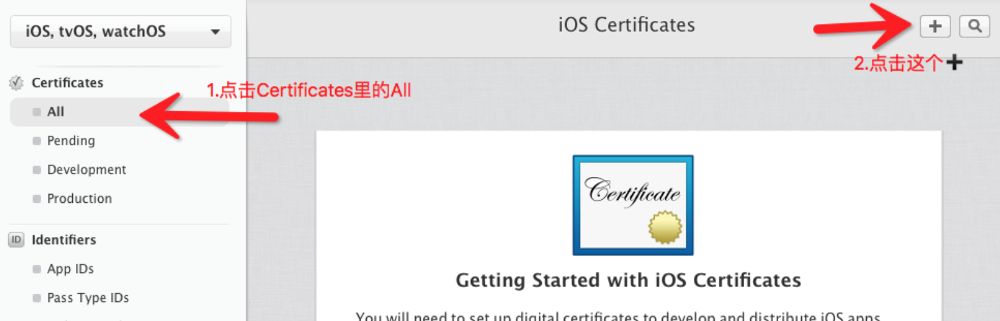 iOS, tvOS, watchOS
iOS Certificates
2.点击这个+
Certificates
1.点击Certificates里的All
All
Pending
Development
Production
Certificate
ID Identifiers
App IDs
Pass Type IDs
Getting Started with iOS Certificates
You will need to set up digital certificates to develop and distribute iOS apps